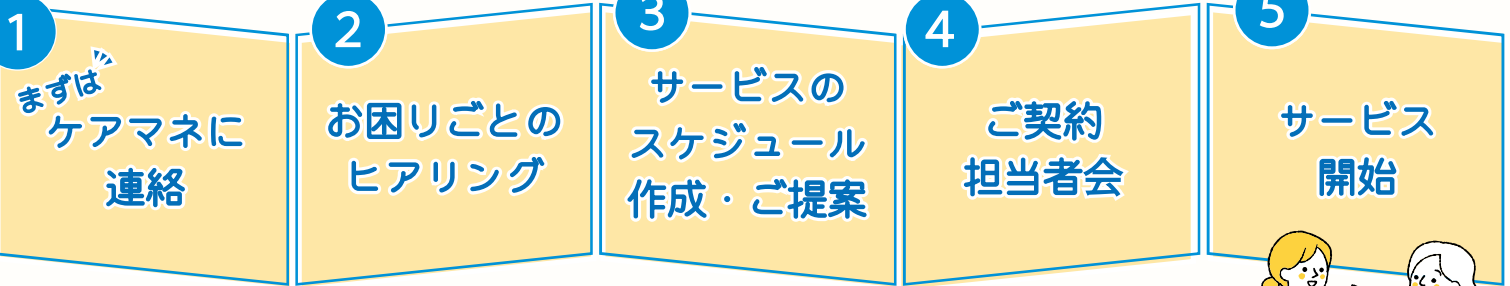 1
まずは
ケアマネに
連絡
2
お困りごとの
ヒアリング
3
サービスの
スケジュール
作成・ご提案
4
ご契約
担当者会
5
サービス
開始